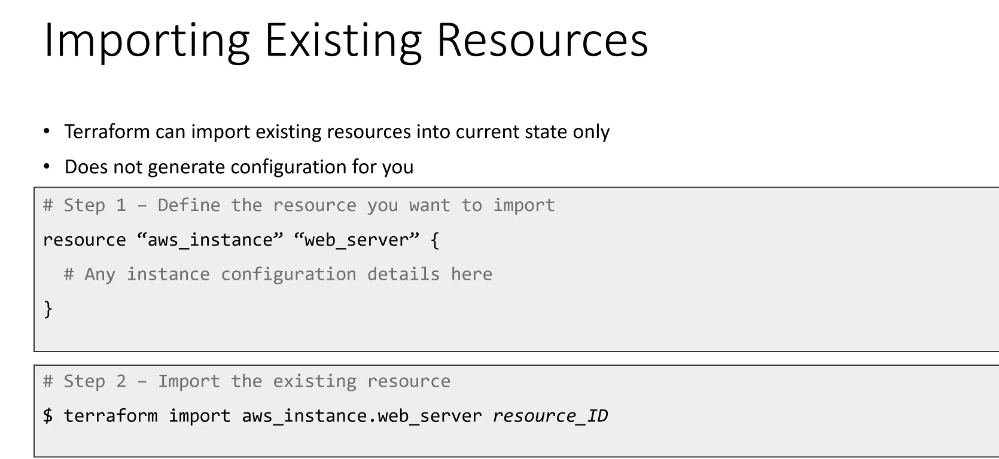 Importing Existing Resources
• Terraform can import existing resources into current state only
• Does not generate configuration for you
# Step 1 – Define the resource you want to import
resource “aws_instance” “web_server” {
# Any instance configuration details here
}
# Step 2 – Import the existing resource
$ terraform import aws_instance.web_server resource_ID